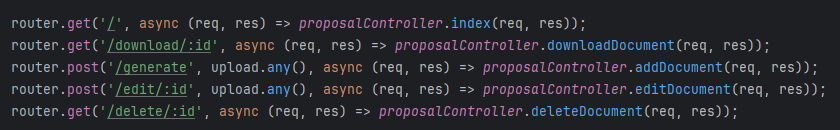 router.get('/', async (req, res) => proposalController.index(req, res));
router.get('/download/:id', async (req, res) => proposalController.downloadDocument(req, res));
router.post('/generate', upload.any(), async (req, res) => proposalController.addDocument(req, res));
router.post('/edit/:id', upload.any(), async (req, res) => proposalController.editDocument(req, res));
router.get('/delete/:id', async (req, res) => proposalController.deleteDocument(req, res));